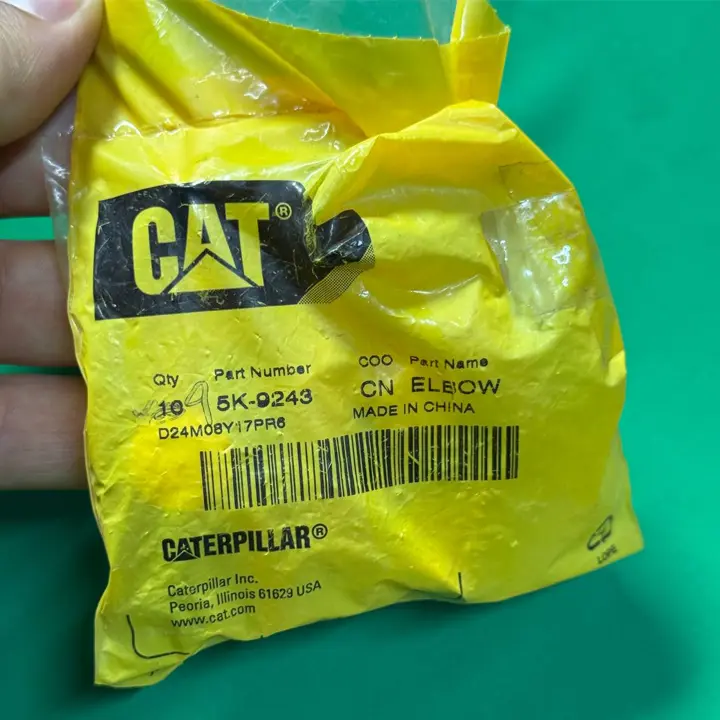 CAT®
Qty Part Number COO Part Name
10 9 5K-9243 CN ELBOW
D24M08Y17PR6 MADE IN CHINA
CATERPILLAR®
Caterpillar Inc.
Peoria, Illinois 61629 USA
www.cat.com
LDPE